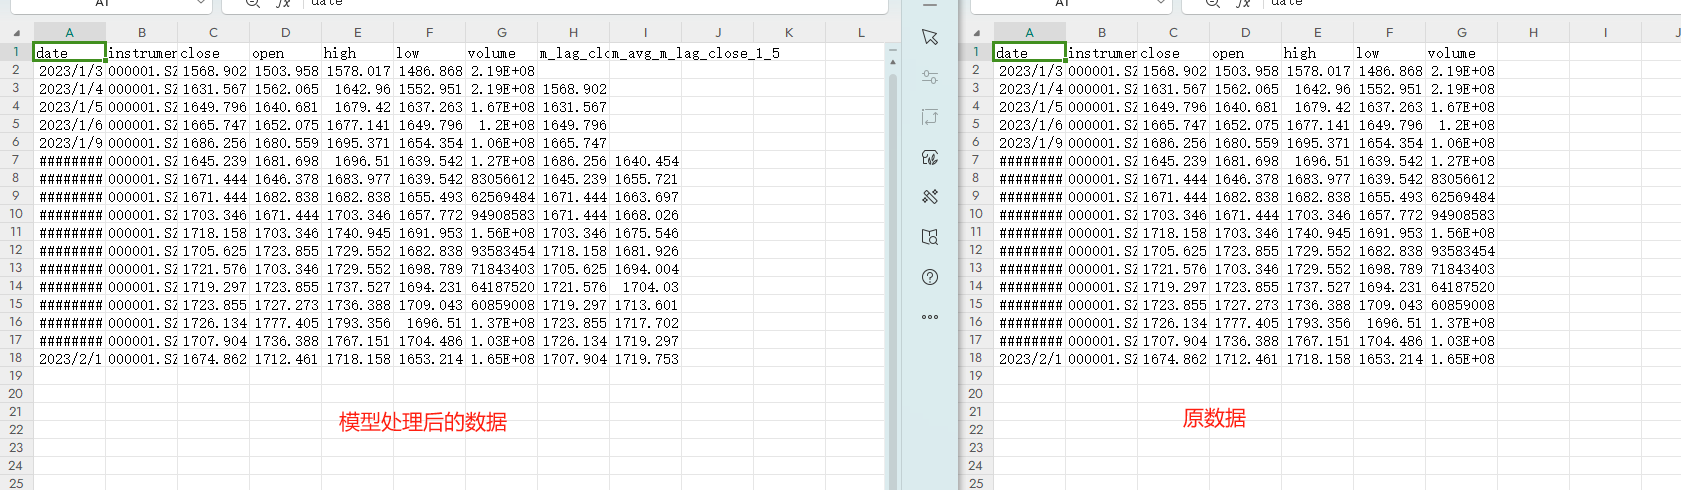 A1 fx date A1 fx date
A B C D E F G H I J K L A B C D E F G H I J
1 date instrumen close open high low volume m_lag_clo m_avg_m_lag_close_1_5 1 date instrumen close open high low volume
2 2023/1/3 000001.SZ 1568.902 1503.958 1578.017 1486.868 2.19E+08 2 2023/1/3 000001.SZ 1568.902 1503.958 1578.017 1486.868 2.19E+08
3 2023/1/4 000001.SZ 1631.567 1562.065 1642.96 1552.951 2.19E+08 1568.902 3 2023/1/4 000001.SZ 1631.567 1562.065 1642.96 1552.951 2.19E+08
4 2023/1/5 000001.SZ 1649.796 1640.681 1679.42 1637.263 1.67E+08 1631.567 4 2023/1/5 000001.SZ 1649.796 1640.681 1679.42 1637.263 1.67E+08
5 2023/1/6 000001.SZ 1665.747 1652.075 1677.141 1649.796 1.2E+08 1649.796 5 2023/1/6 000001.SZ 1665.747 1652.075 1677.141 1649.796 1.2E+08
6 2023/1/9 000001.SZ 1686.256 1680.559 1695.371 1654.354 1.06E+08 1665.747 6 2023/1/9 000001.SZ 1686.256 1680.559 1695.371 1654.354 1.06E+08
7 ######## 000001.SZ 1645.239 1681.698 1696.51 1639.542 1.27E+08 1686.256 1640.454 7 ######## 000001.SZ 1645.239 1681.698 1696.51 1639.542 1.27E+08
8 ######## 000001.SZ 1671.444 1646.378 1683.977 1639.542 83056612 1645.239 1655.721 8 ######## 000001.SZ 1671.444 1646.378 1683.977 1639.542 83056612
9 ######## 000001.SZ 1671.444 1682.838 1682.838 1655.493 62569484 1671.444 1663.697 9 ######## 000001.SZ 1671.444 1682.838 1682.838 1655.493 62569484
10 ######## 000001.SZ 1703.346 1671.444 1703.346 1657.772 94908583 1671.444 1668.026 10 ######## 000001.SZ 1703.346 1671.444 1703.346 1657.772 94908583
11 ######## 000001.SZ 1718.158 1703.346 1740.945 1691.953 1.56E+08 1703.346 1675.546 11 ######## 000001.SZ 1718.158 1703.346 1740.945 1691.953 1.56E+08
12 ######## 000001.SZ 1705.625 1723.855 1729.552 1682.838 93583454 1718.158 1681.926 12 ######## 000001.SZ 1705.625 1723.855 1729.552 1682.838 93583454
13 ######## 000001.SZ 1721.576 1703.346 1729.552 1698.789 71843403 1705.625 1694.004 13 ######## 000001.SZ 1721.576 1703.346 1729.552 1698.789 71843403
14 ######## 000001.SZ 1719.297 1723.855 1737.527 1694.231 64187520 1721.576 1704.03 14 ######## 000001.SZ 1719.297 1723.855 1737.527 1694.231 64187520
15 ######## 000001.SZ 1723.855 1727.273 1736.388 1709.043 60859008 1719.297 1713.601 15 ######## 000001.SZ 1723.855 1727.273 1736.388 1709.043 60859008
16 ######## 000001.SZ 1726.134 1777.405 1793.356 1696.51 1.37E+08 1723.855 1717.702 16 ######## 000001.SZ 1726.134 1777.405 1793.356 1696.51 1.37E+08
17 ######## 000001.SZ 1707.904 1736.388 1767.151 1704.486 1.03E+08 1726.134 1719.297 17 ######## 000001.SZ 1707.904 1736.388 1767.151 1704.486 1.03E+08
18 2023/2/1 000001.SZ 1674.862 1712.461 1718.158 1653.214 1.65E+08 1707.904 1719.753 18 2023/2/1 000001.SZ 1674.862 1712.461 1718.158 1653.214 1.65E+08
19 19
20 20
21 21
模型处理后的数据 原数据
22 22
23 23
24 24
25 25